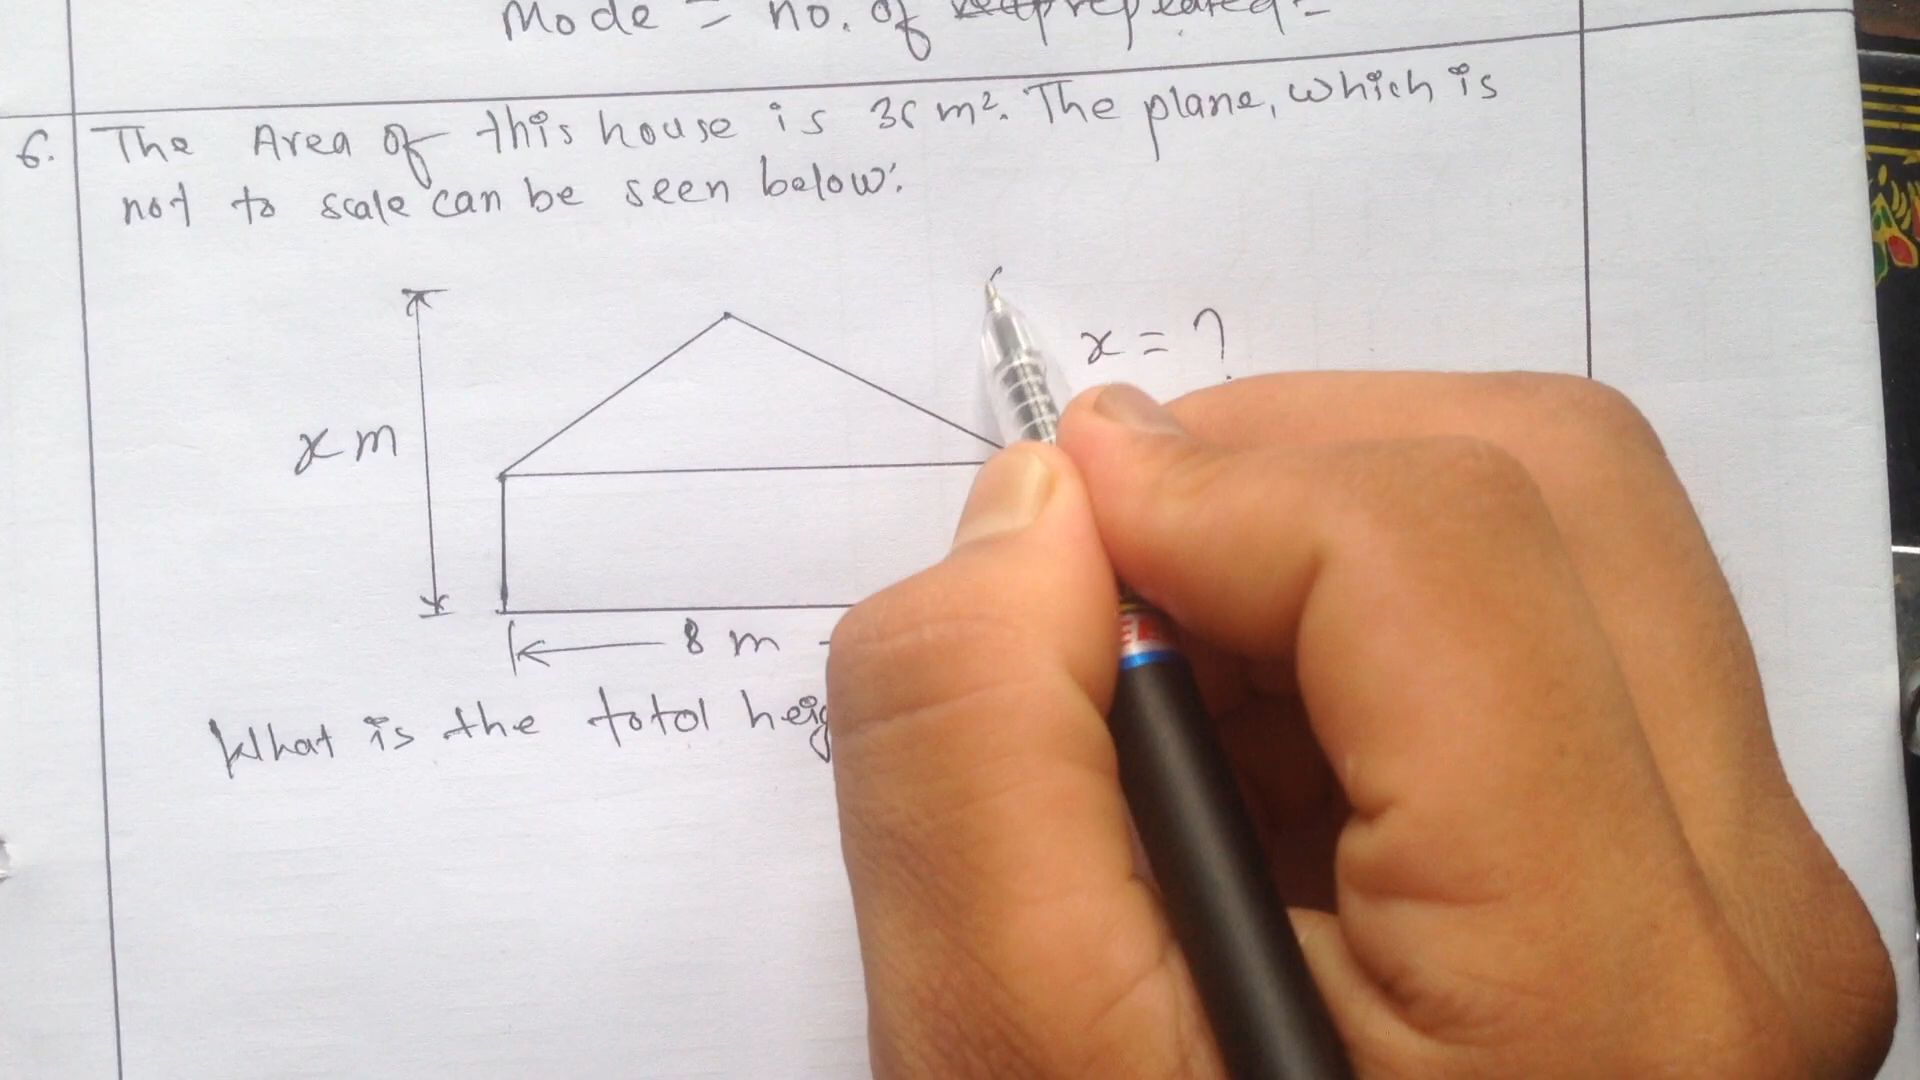 Mode = no. of repeated.
6. The Area of this house is 36 m². The plane, which is
not to scale can be seen below:
x = ?
x m
8 m
What is the total